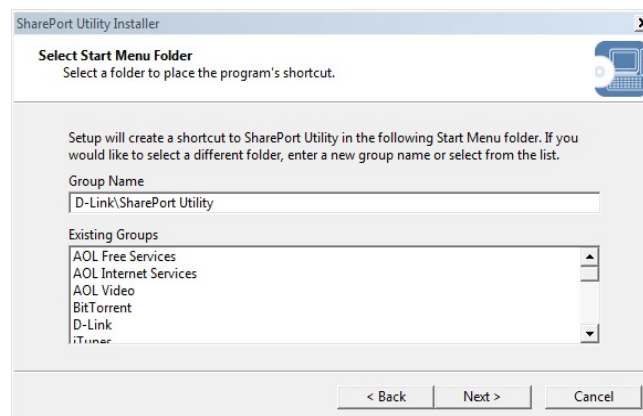 SharePort Utility Installer
Select Start Menu Folder
Select a folder to place the program's shortcut.
Setup will create a shortcut to SharePort Utility in the following Start Menu folder. If you
would like to select a different folder, enter a new group name or select from the list.
Group Name
D-Link\SharePort Utility
Existing Groups
AOL Free Services
AOL Internet Services
AOL Video
BitTorrent
D-Link
iTunes
< Back
Next >
Cancel